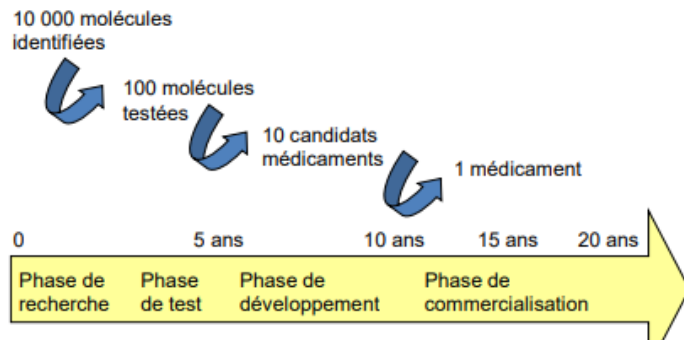 10 000 molécules
identifiées
100 molécules
testées
10 candidats
médicaments
1 médicament
0 5 ans 10 ans 15 ans 20 ans
Phase de
recherche
Phase
de test
Phase de
développement
Phase de
commercialisation